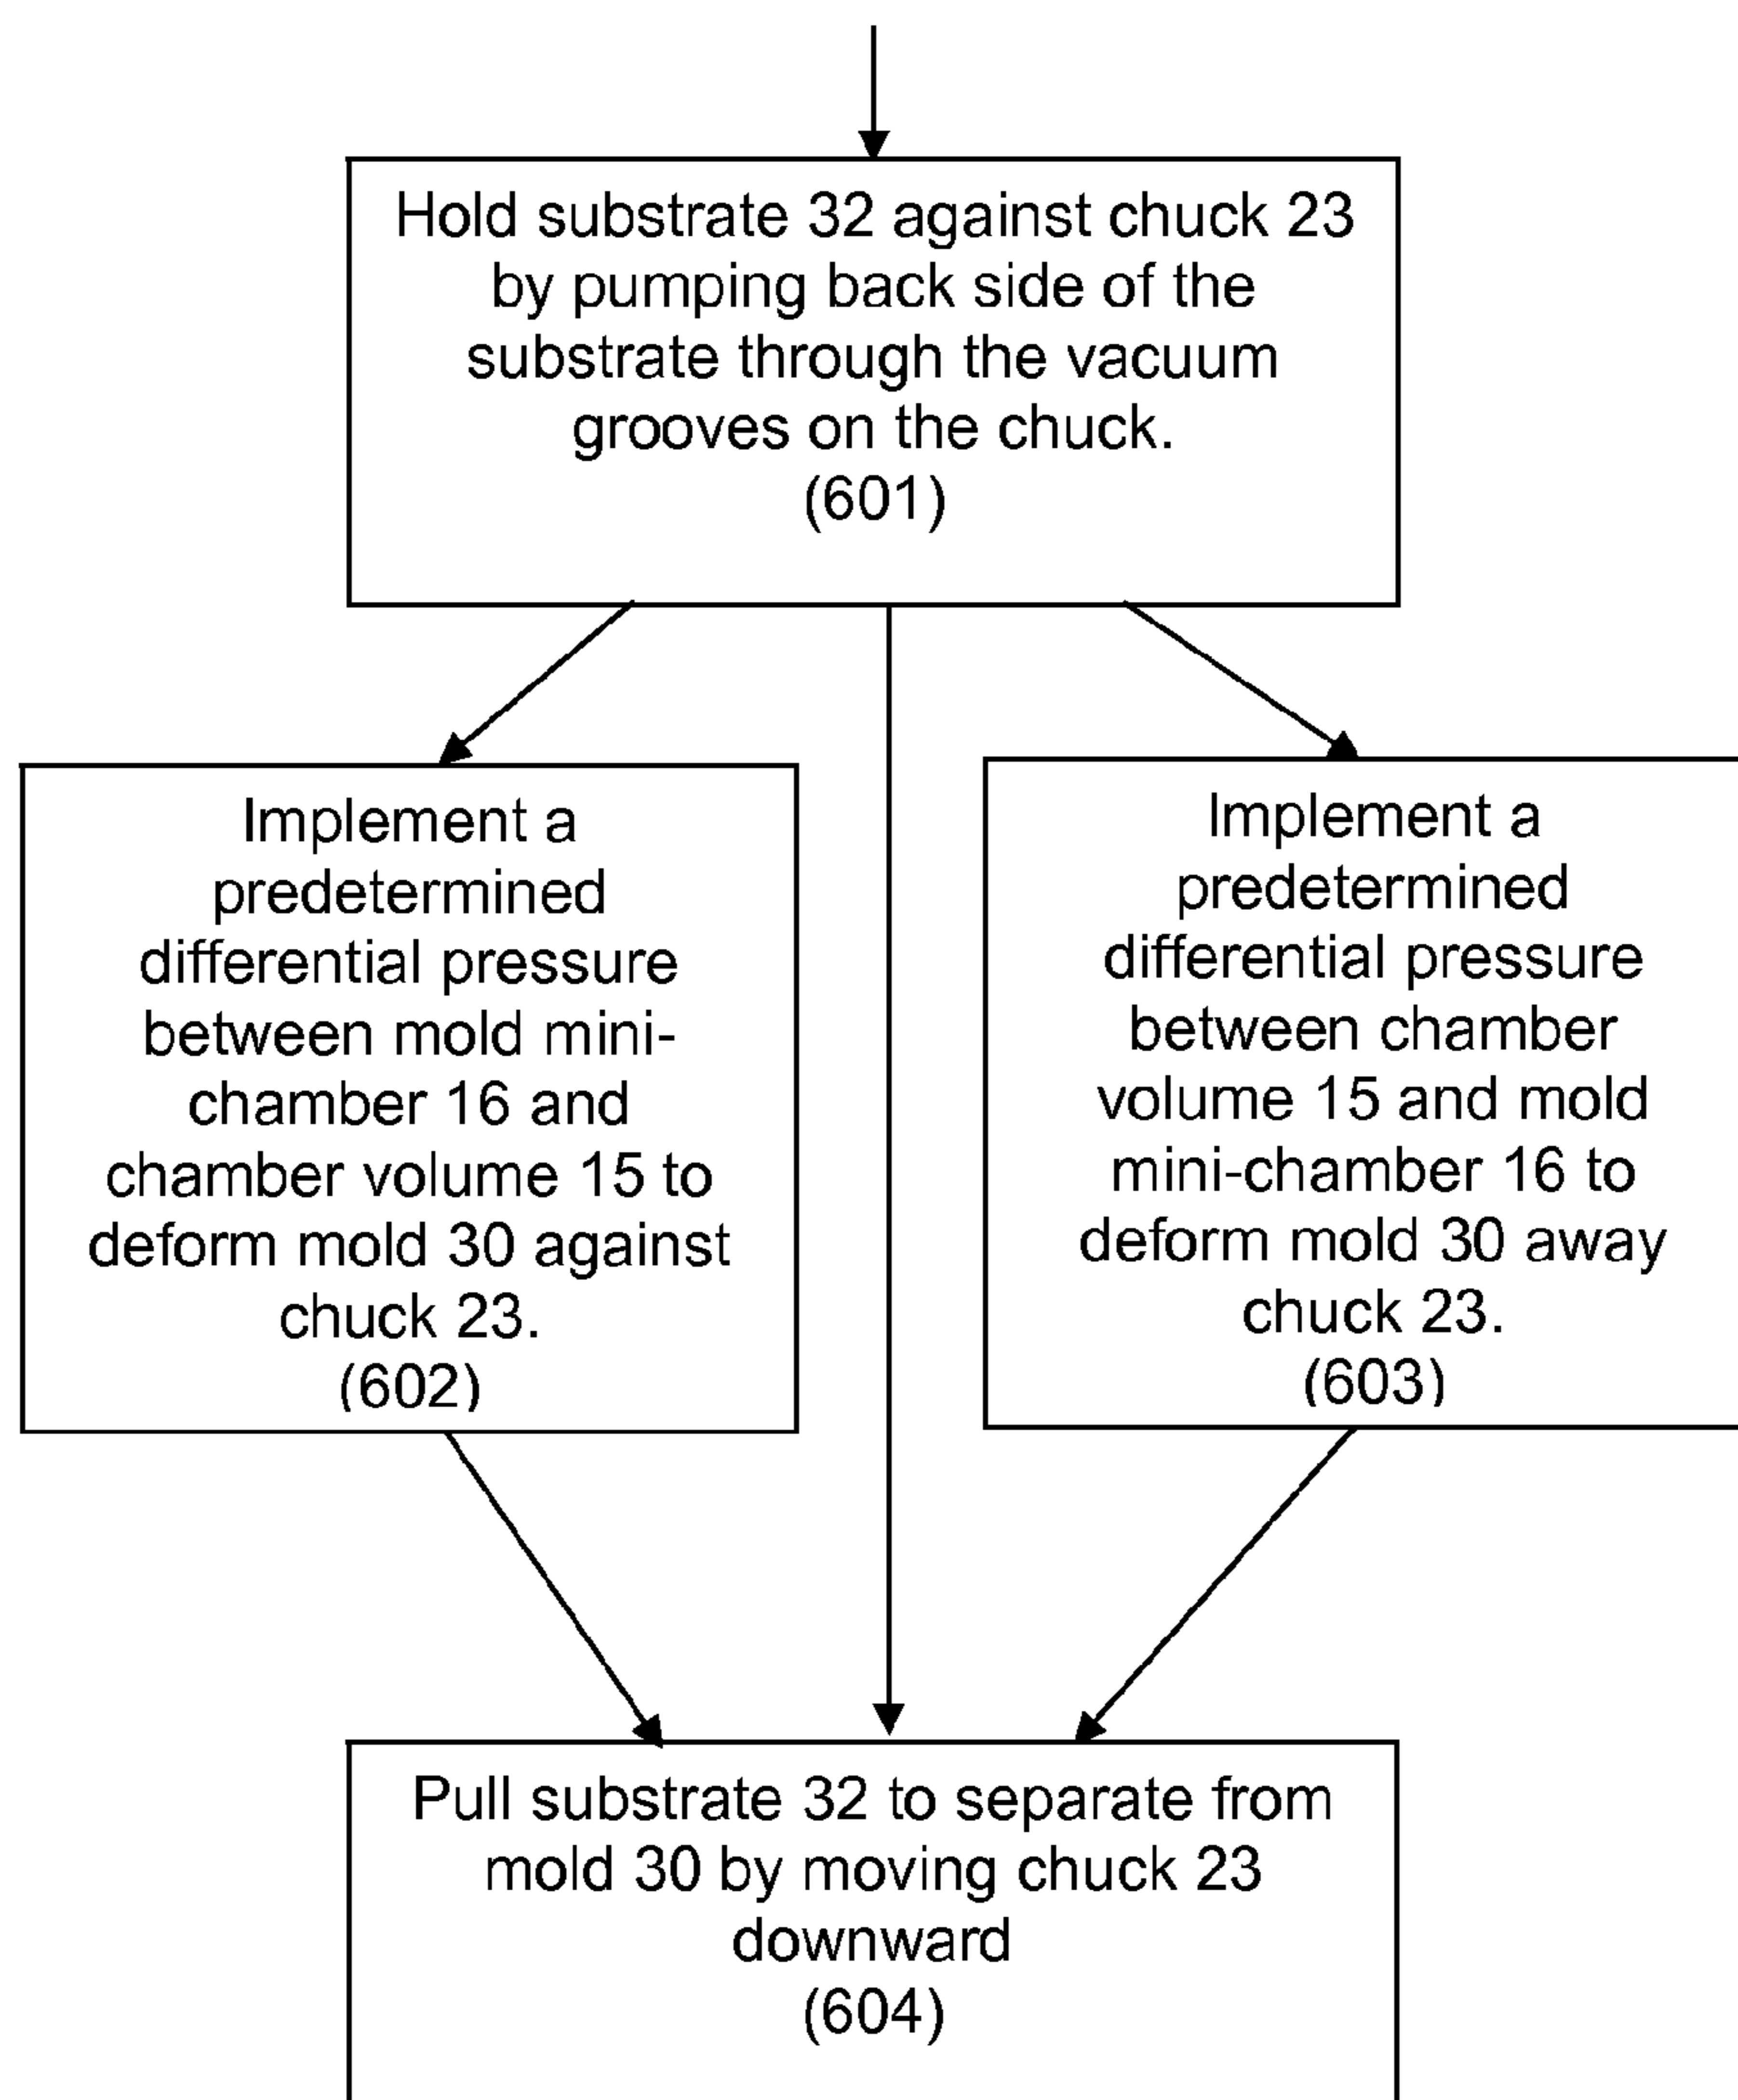 Hold substrate 32 against chuck 23
by pumping back side of the
substrate through the vacuum
grooves on the chuck.
(601)
Implement a
predetermined
differential pressure
between mold mini-
chamber 16 and
chamber volume 15 to
deform mold 30 against
chuck 23.
(602)
Implement a
predetermined
differential pressure
between chamber
volume 15 and mold
mini-chamber 16 to
deform mold 30 away
chuck 23.
(603)
Pull substrate 32 to separate from
mold 30 by moving chuck 23
downward
(604)